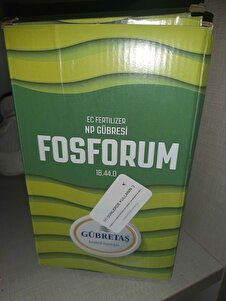 EC FERTILIZER
NP GÜBRESİ
FOSFORUM
18.44.0
GÜBRETAŞ